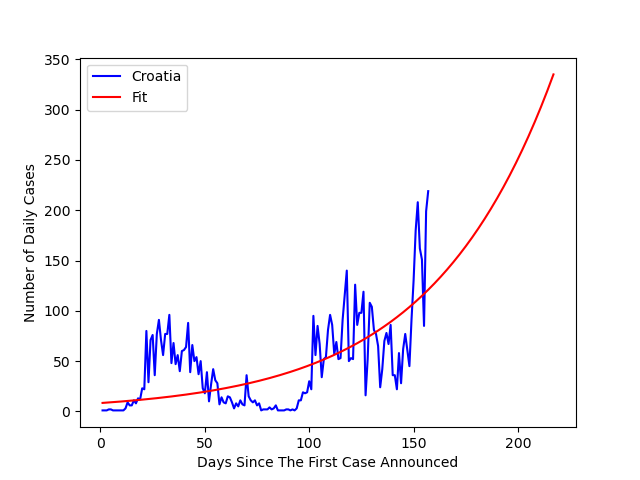 350
300
250
200
150
100
50
0
Number of Daily Cases
Croatia
Fit
0 50 100 150 200
Days Since The First Case Announced